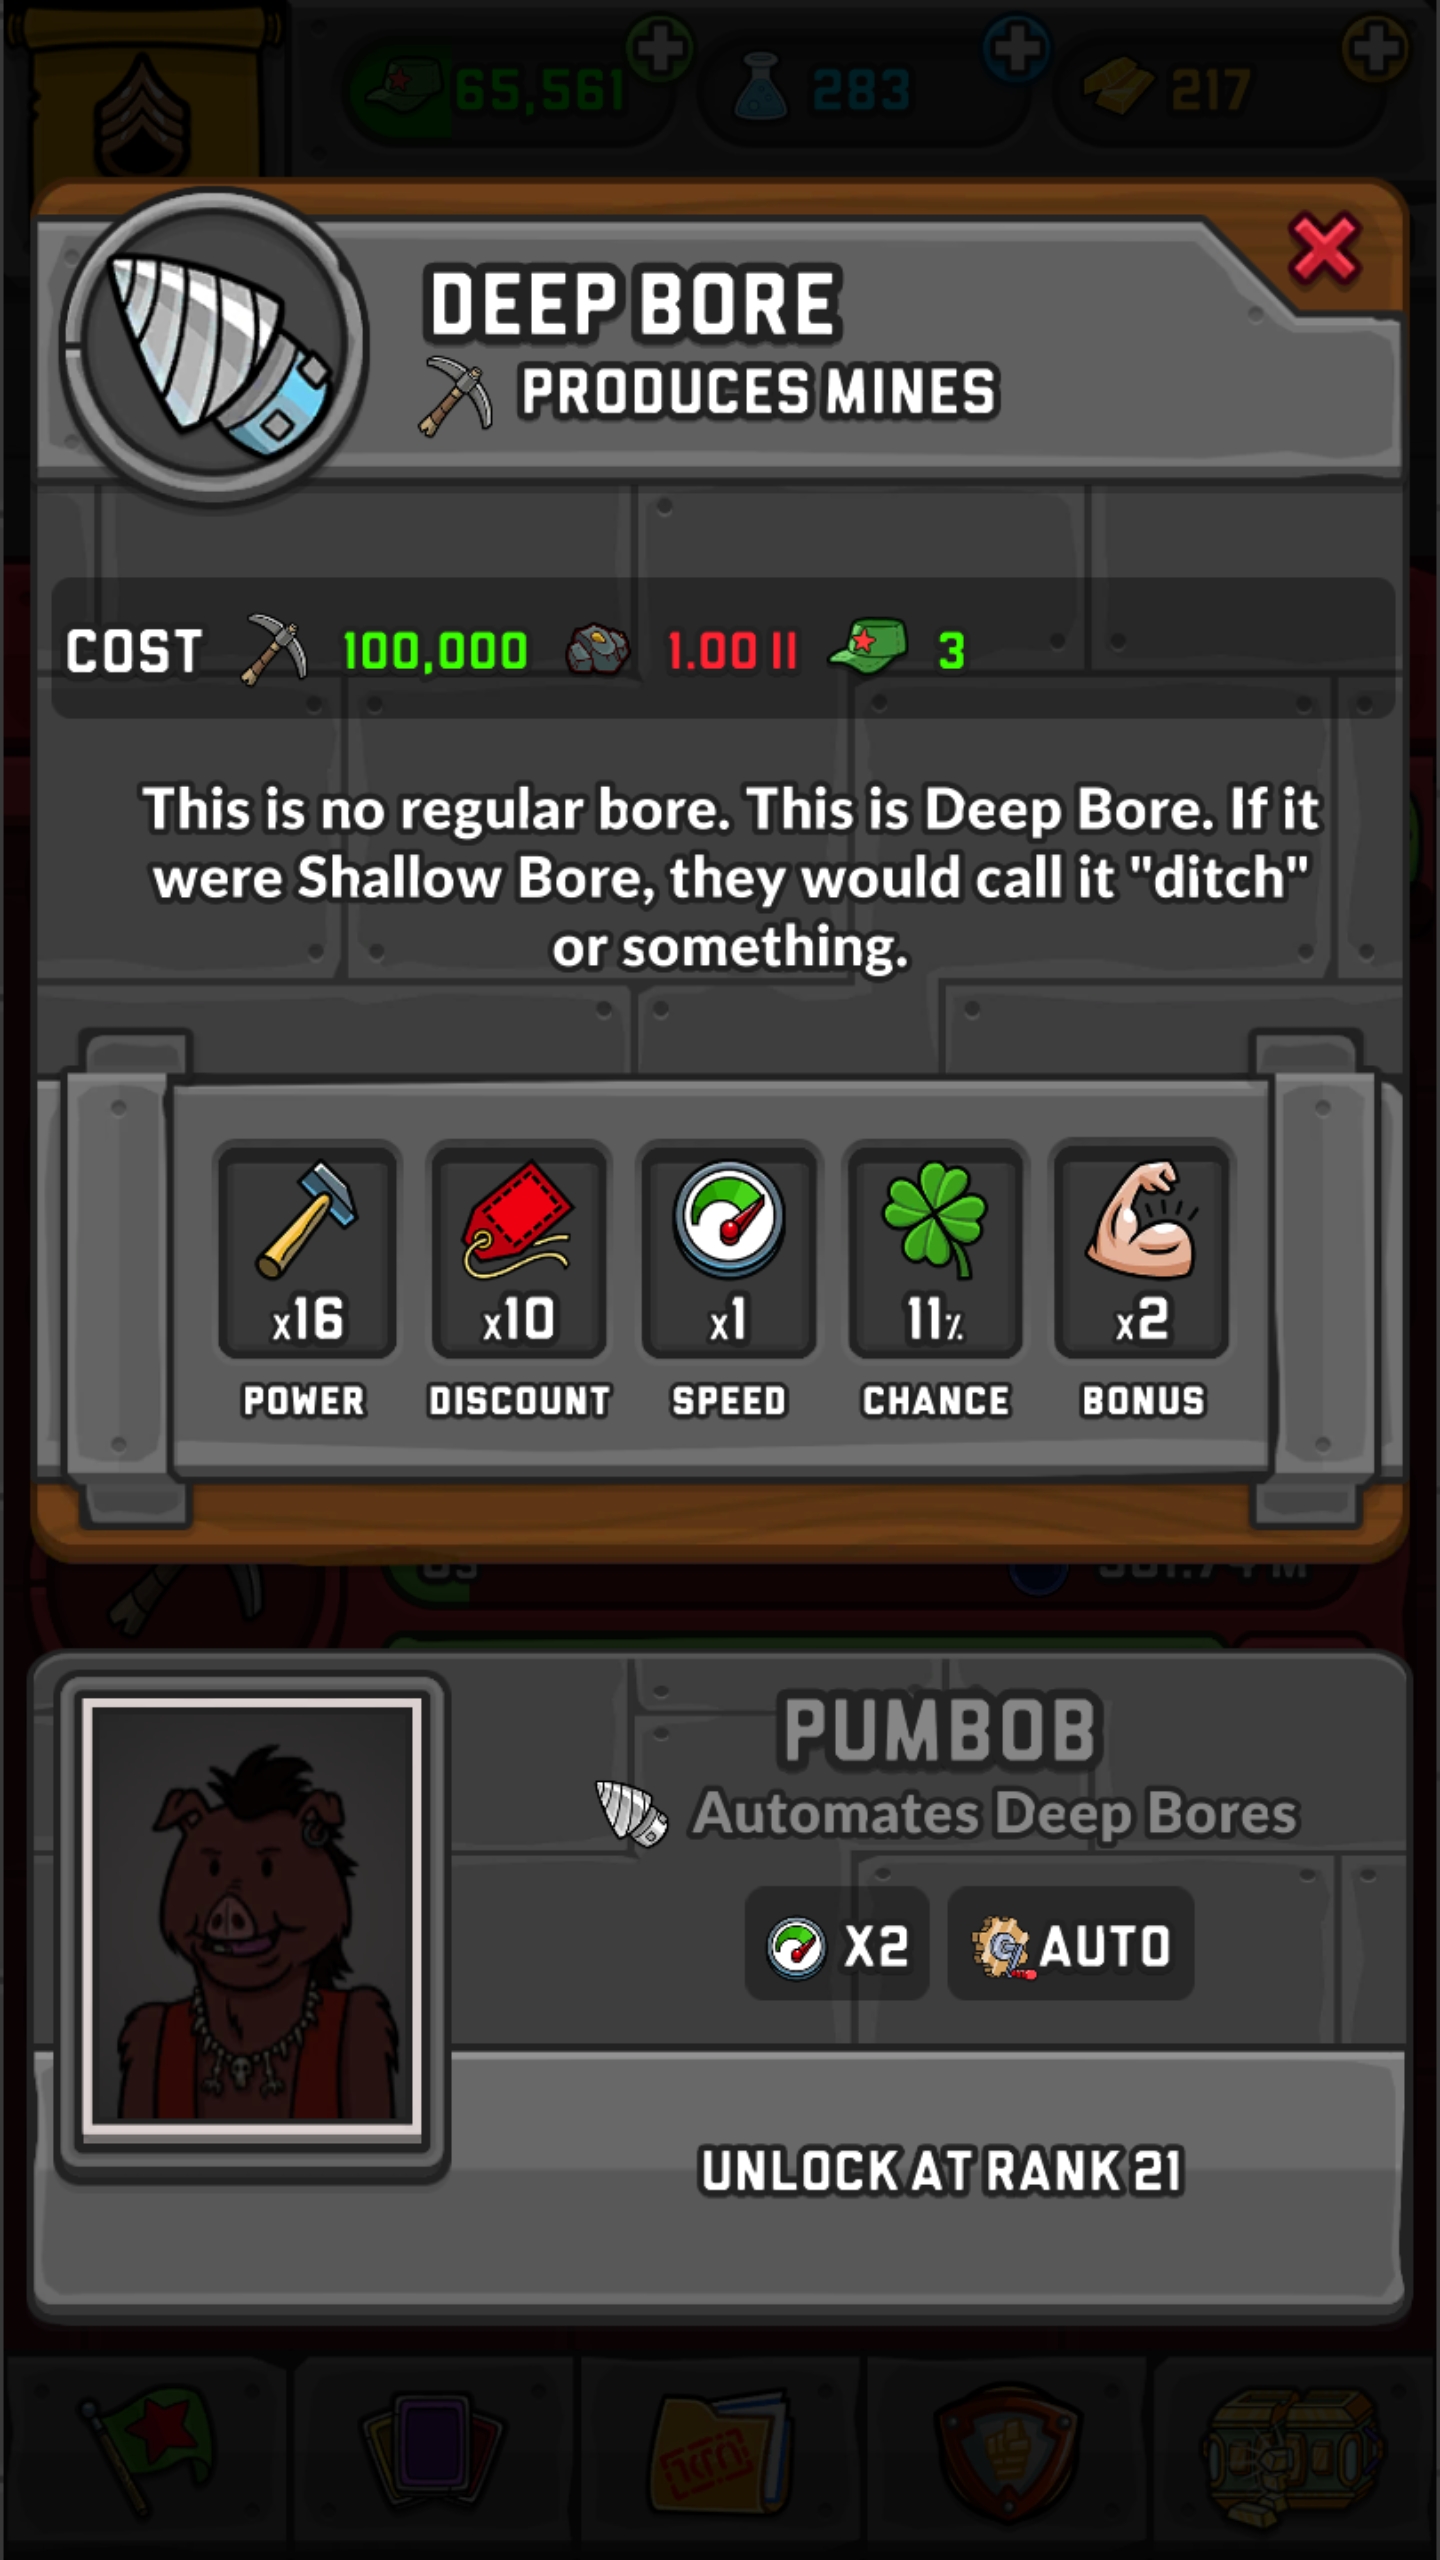 65,561 283 217
DEEP BORE
PRODUCES MINES
COST 100,000 1.00 II 3
This is no regular bore. This is Deep Bore. If it
were Shallow Bore, they would call it "ditch"
or something.
x16 x10 x1 11% x2
POWER DISCOUNT SPEED CHANCE BONUS
PUMBOB
Automates Deep Bores
X2 AUTO
UNLOCK AT RANK 21